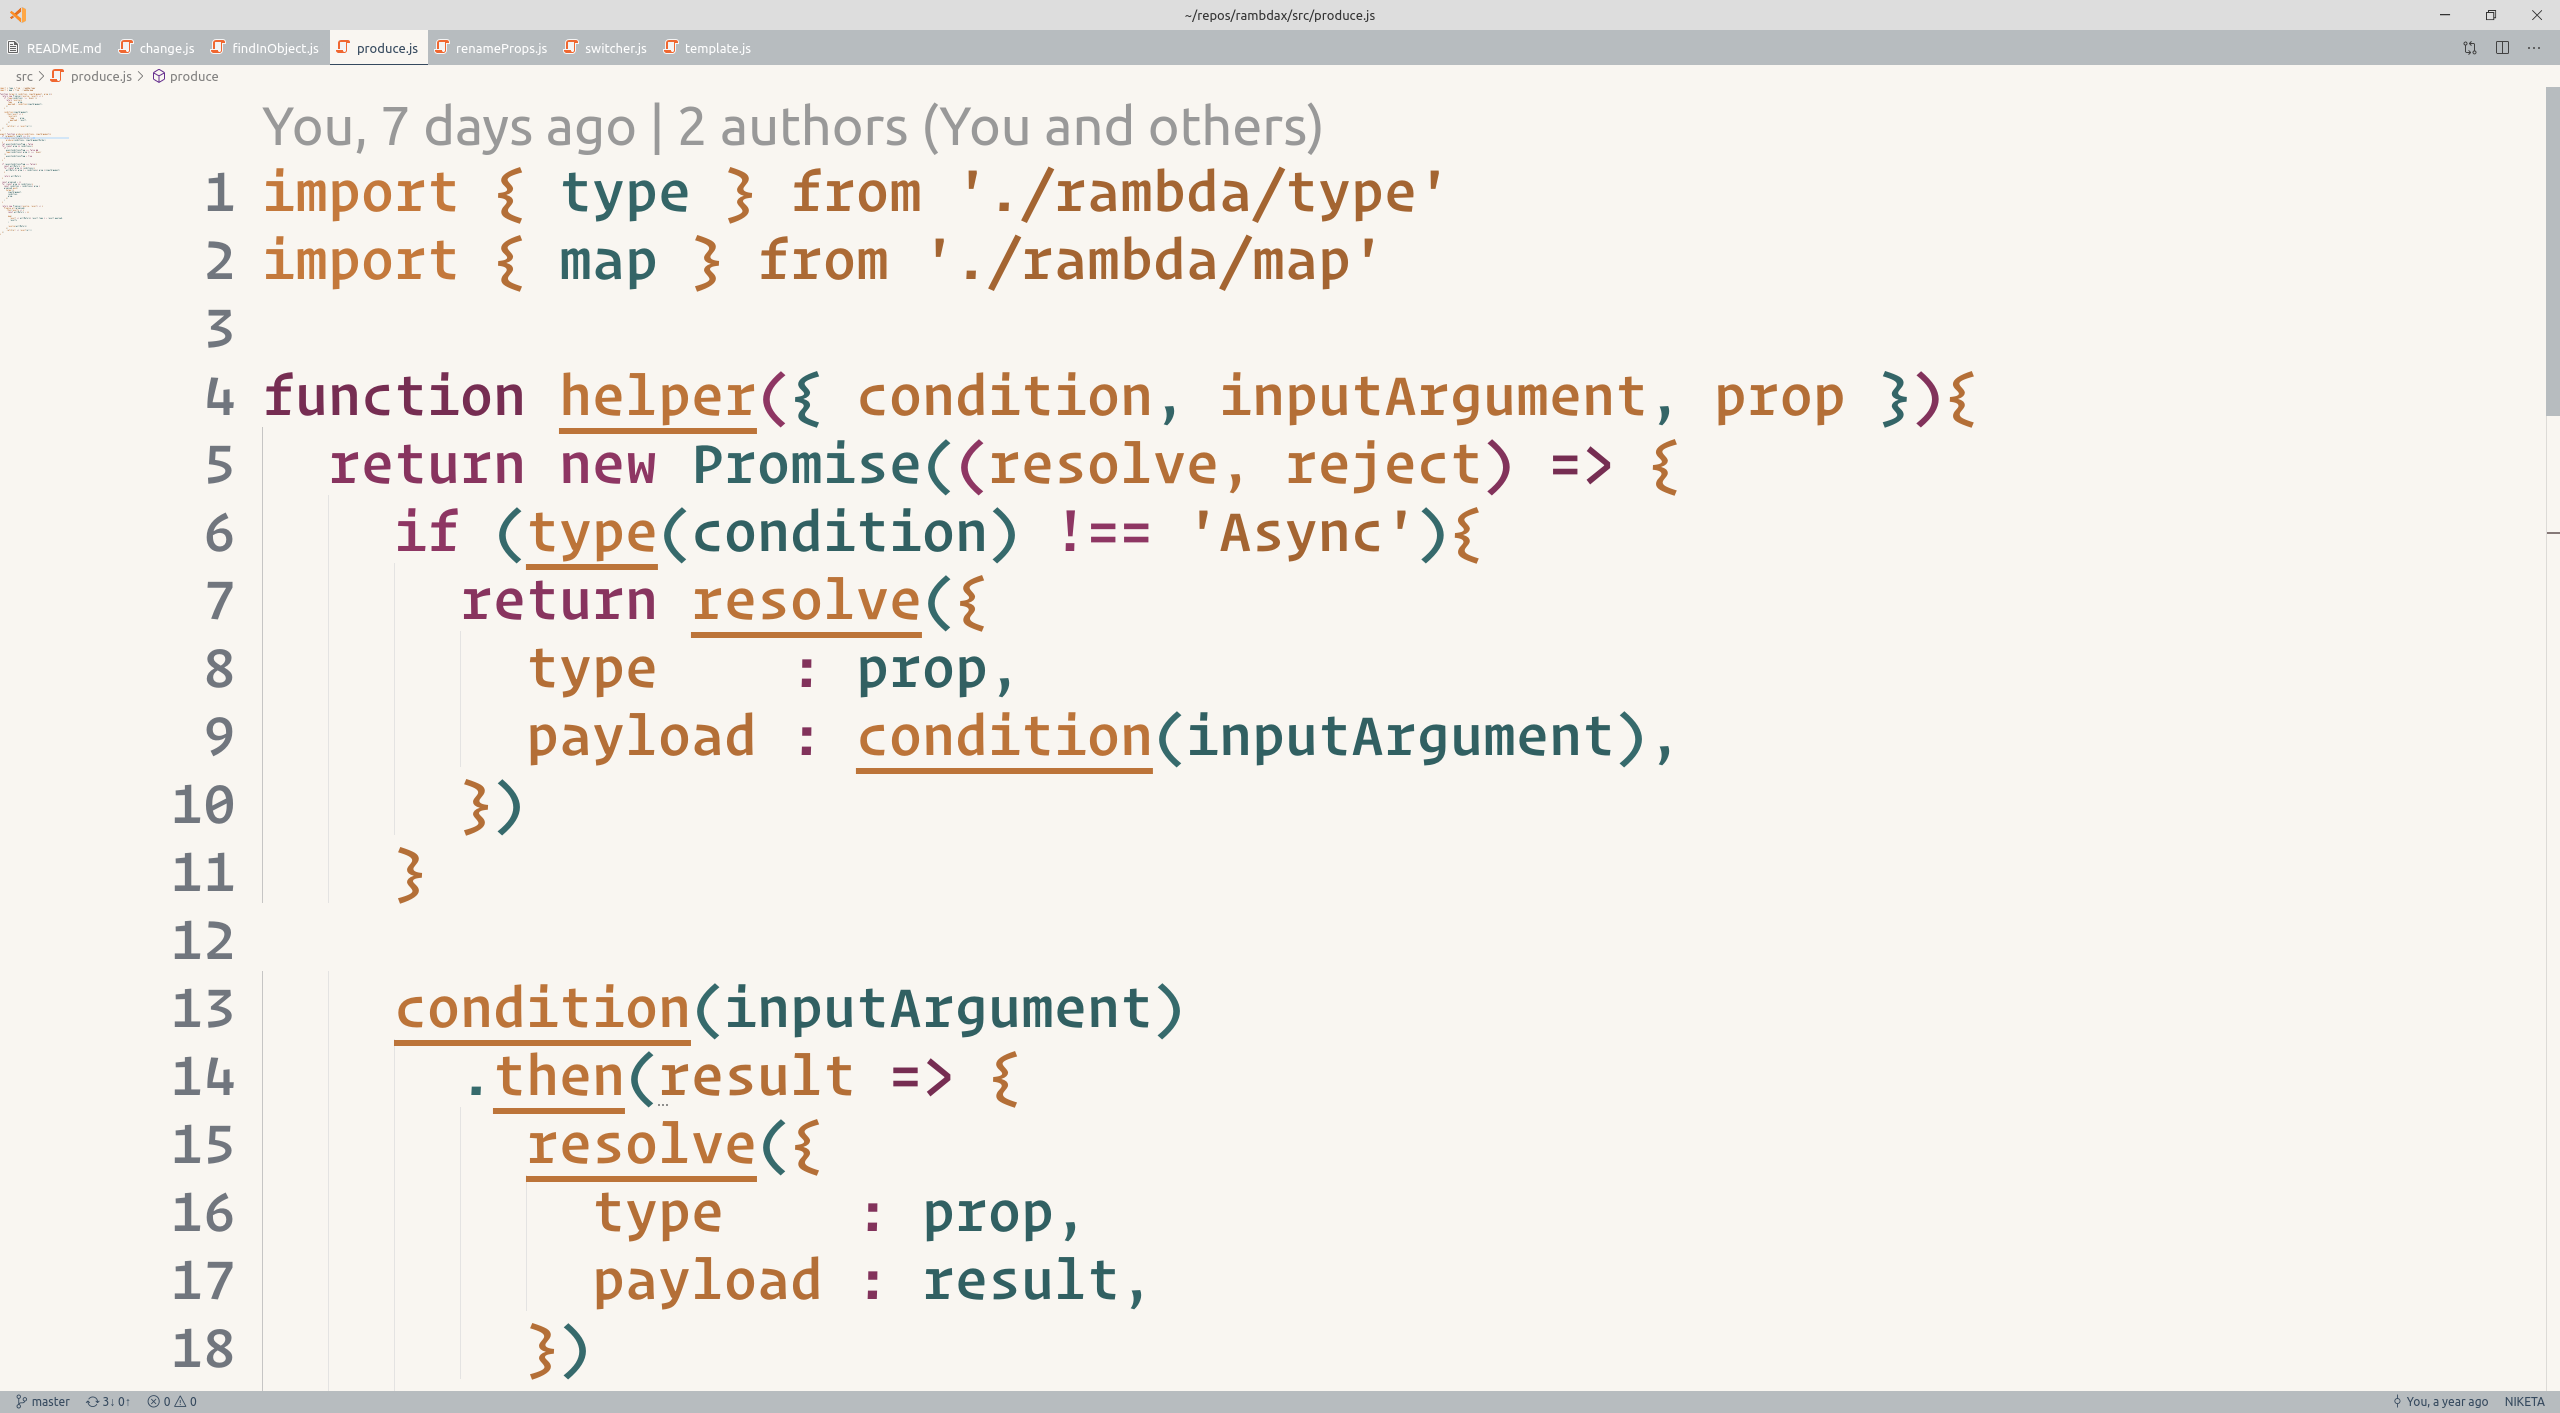 ~/repos/rambdax/src/produce.js
README.md change.js findInObject.js produce.js renameProps.js switcher.js template.js
src > produce.js > produce
You, 7 days ago | 2 authors (You and others)
1 import { type } from './rambda/type'
2 import { map } from './rambda/map'
3
4 function helper({ condition, inputArgument, prop }){
5   return new Promise((resolve, reject) => {
6     if (type(condition) !== 'Async'){
7       return resolve({
8         type    : prop,
9         payload : condition(inputArgument),
10       })
11     }
12
13     condition(inputArgument)
14       .then(result => {
15         resolve({
16           type    : prop,
17           payload : result,
18         })
master 3↓ 0↑ 0 0 You, a year ago NIKETA